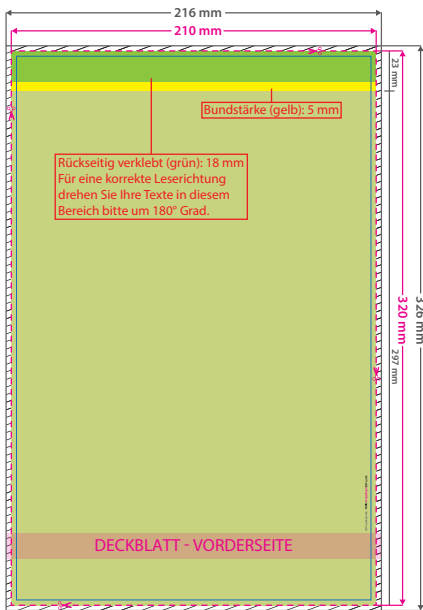 216 mm
210 mm
23 mm
Bundstärke (gelb): 5 mm
Rückseitig verklebt (grün): 18 mm
Für eine korrekte Leserichtung
drehen Sie Ihre Texte in diesem
Bereich bitte um 180° Grad.
326 mm
320 mm
297 mm
DECKBLATT - VORDERSEITE